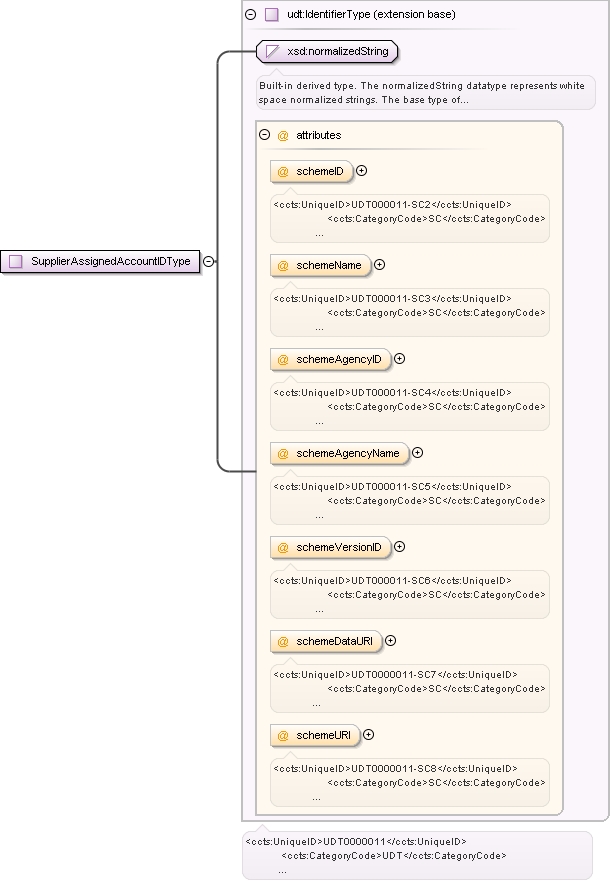 udt:IdentifierType (extension base)
xsd:normalizedString
Built-in derived type. The normalizedString datatype represents white
space normalized strings. The base type of...
@ attributes
@ schemeID
<ccts:UniqueID>UDT000011-SC2</ccts:UniqueID>
<ccts:CategoryCode>SC</ccts:CategoryCode>
...
SupplierAssignedAccountIDType
@ schemeName
<ccts:UniqueID>UDT000011-SC3</ccts:UniqueID>
<ccts:CategoryCode>SC</ccts:CategoryCode>
...
@ schemeAgencyID
<ccts:UniqueID>UDT000011-SC4</ccts:UniqueID>
<ccts:CategoryCode>SC</ccts:CategoryCode>
...
@ schemeAgencyName
<ccts:UniqueID>UDT000011-SC5</ccts:UniqueID>
<ccts:CategoryCode>SC</ccts:CategoryCode>
...
@ schemeVersionID
<ccts:UniqueID>UDT000011-SC6</ccts:UniqueID>
<ccts:CategoryCode>SC</ccts:CategoryCode>
...
@ schemeDataURI
<ccts:UniqueID>UDT0000011-SC7</ccts:UniqueID>
<ccts:CategoryCode>SC</ccts:CategoryCode>
...
@ schemeURI
<ccts:UniqueID>UDT0000011-SC8</ccts:UniqueID>
<ccts:CategoryCode>SC</ccts:CategoryCode>
...
<ccts:UniqueID>UDT0000011</ccts:UniqueID>
<ccts:CategoryCode>UDT</ccts:CategoryCode>
...